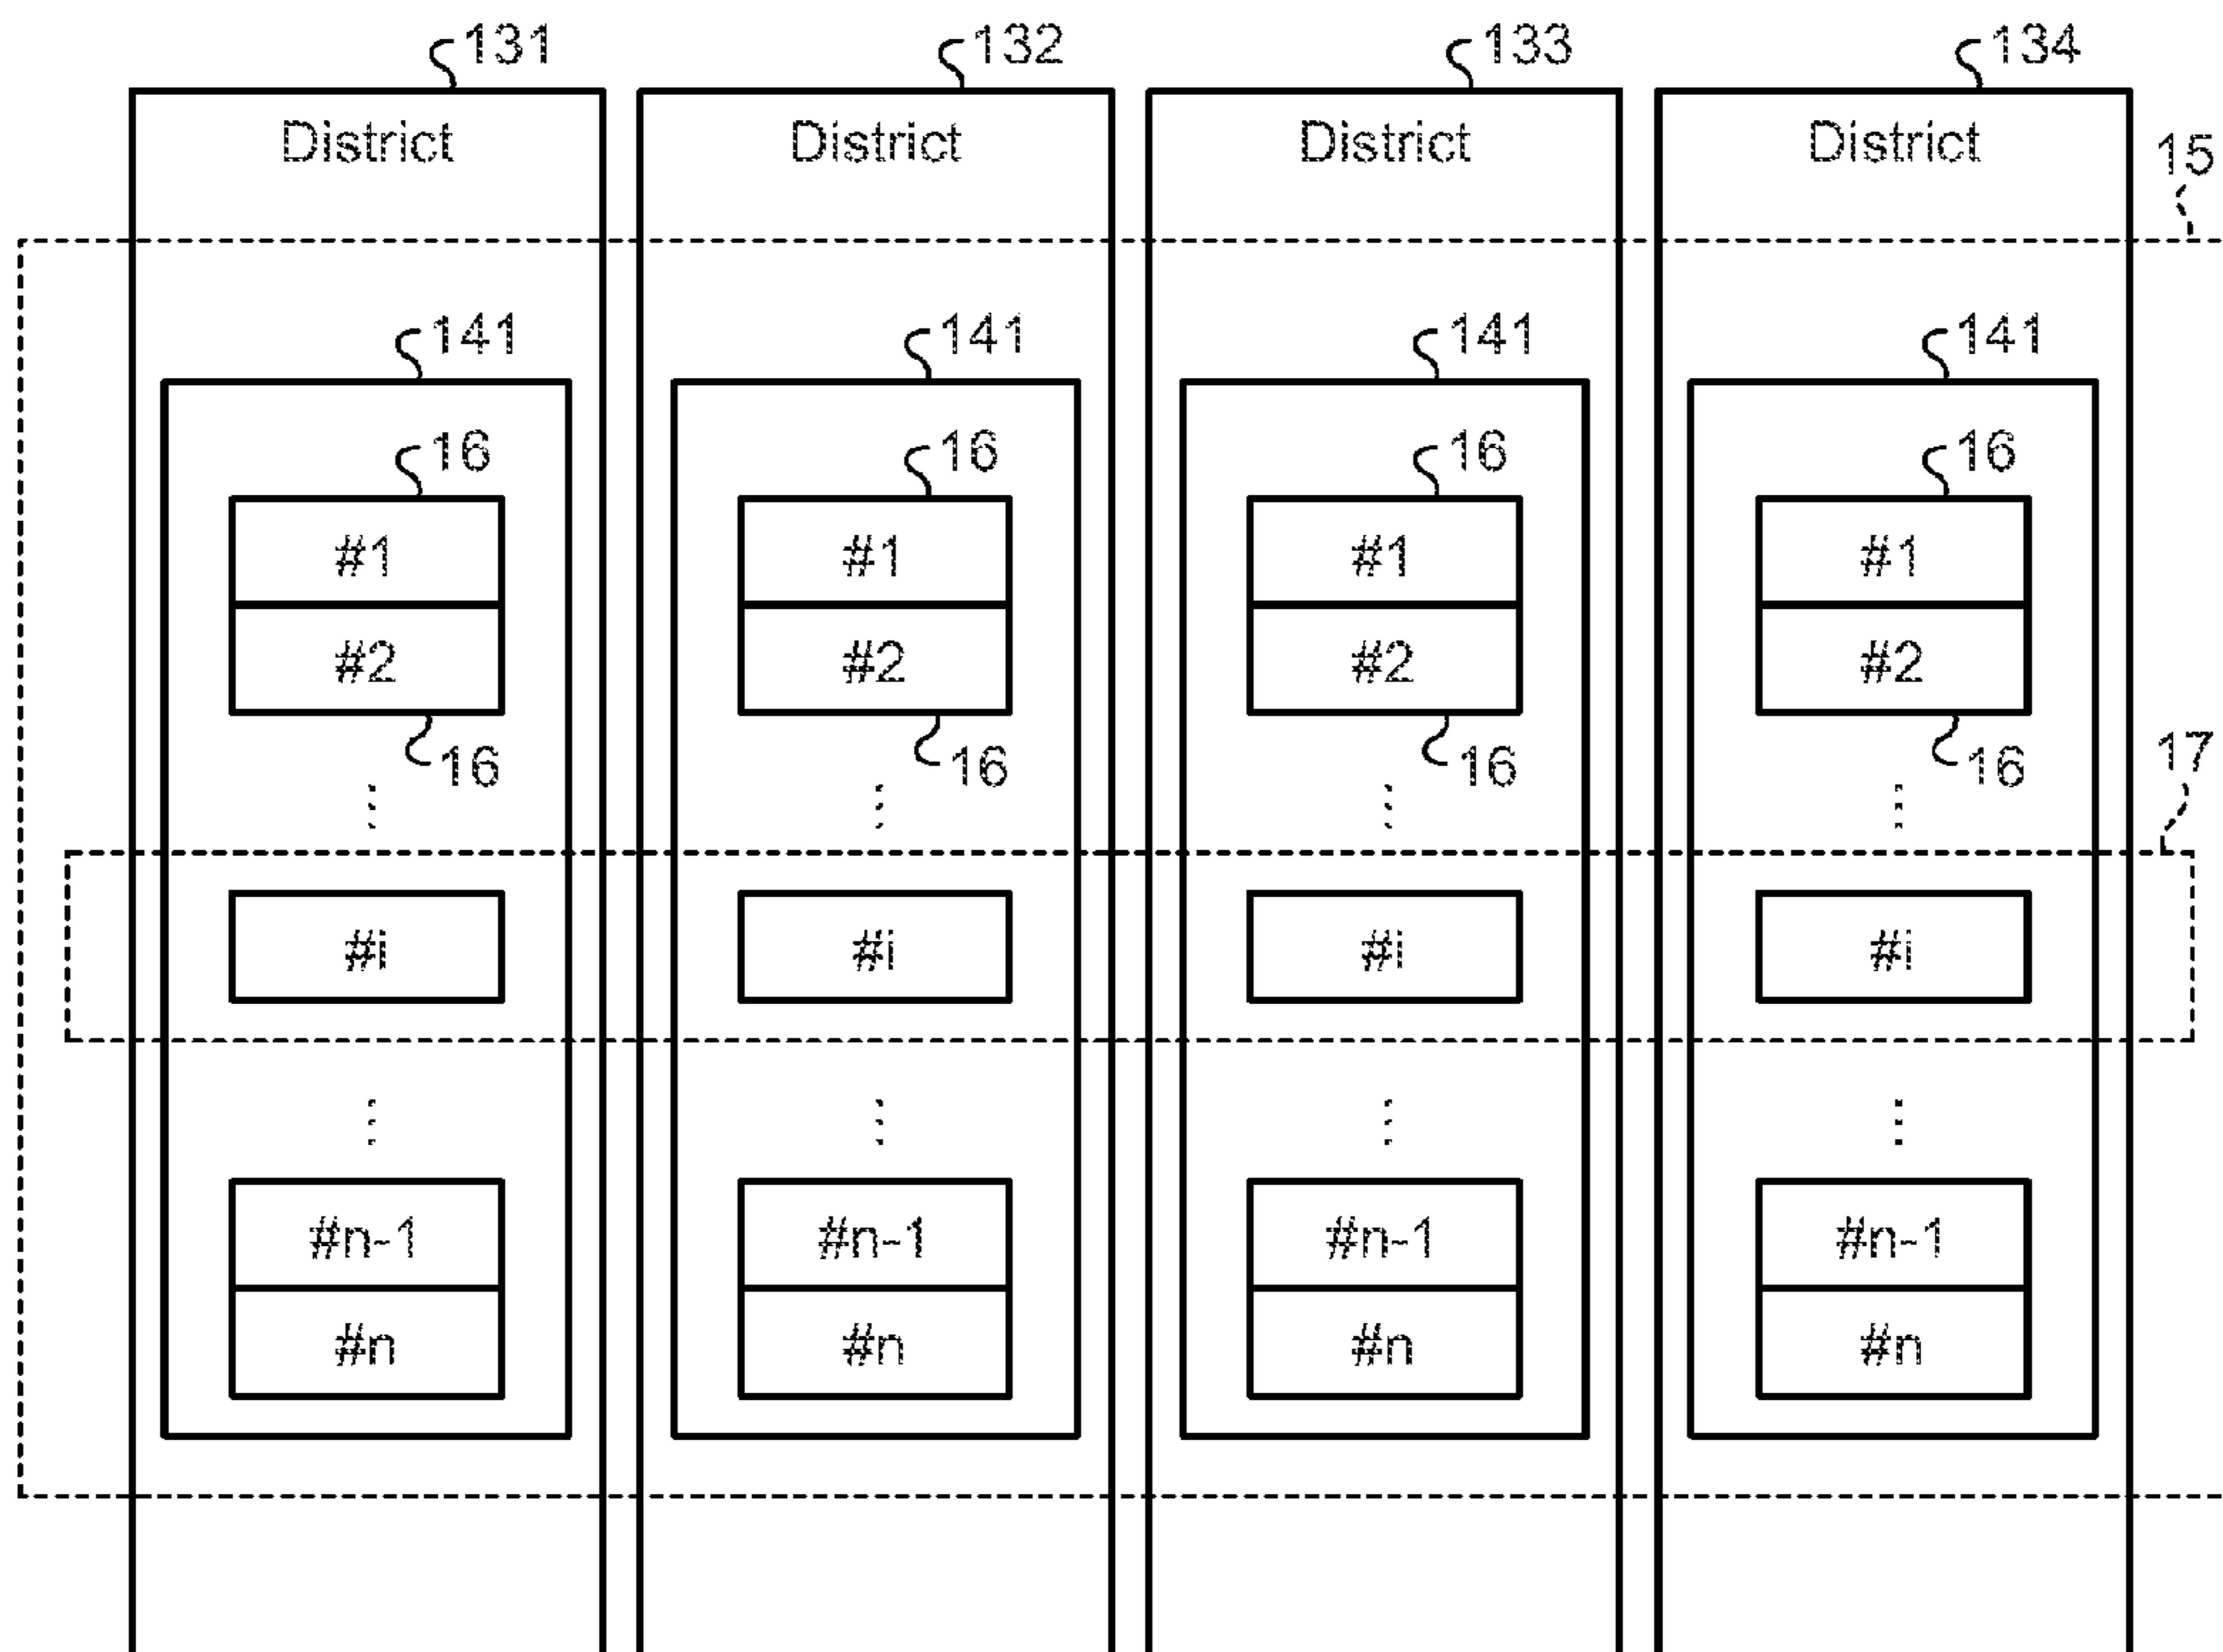 131 132 133 134
District District District District
15
141 141 141 141
16 16 16 16
#1 #1 #1 #1
#2 #2 #2 #2
16 16 16 16
17
⋮ ⋮ ⋮ ⋮
#i #i #i #i
⋮ ⋮ ⋮ ⋮
#n-1 #n-1 #n-1 #n-1
#n #n #n #n